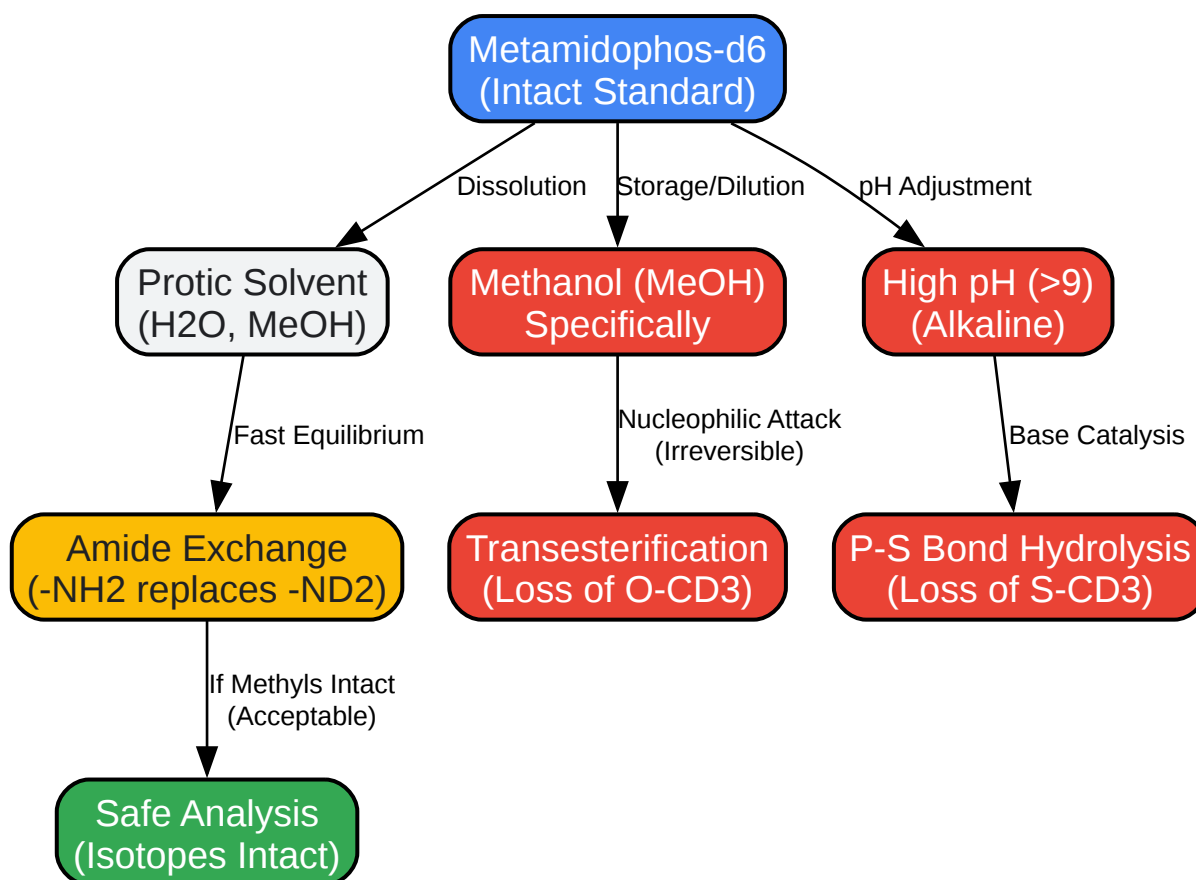 Metamidophos-d6
(Intact Standard)
Dissolution
Storage/Dilution
pH Adjustment
Protic Solvent
(H2O, MeOH)
Methanol (MeOH)
Specifically
High pH (>9)
(Alkaline)
Fast Equilibrium
Nucleophilic Attack
(Irreversible)
Base Catalysis
Amide Exchange
(-NH2 replaces -ND2)
Transesterification
(Loss of O-CD3)
P-S Bond Hydrolysis
(Loss of S-CD3)
If Methyls Intact
(Acceptable)
Safe Analysis
(Isotopes Intact)